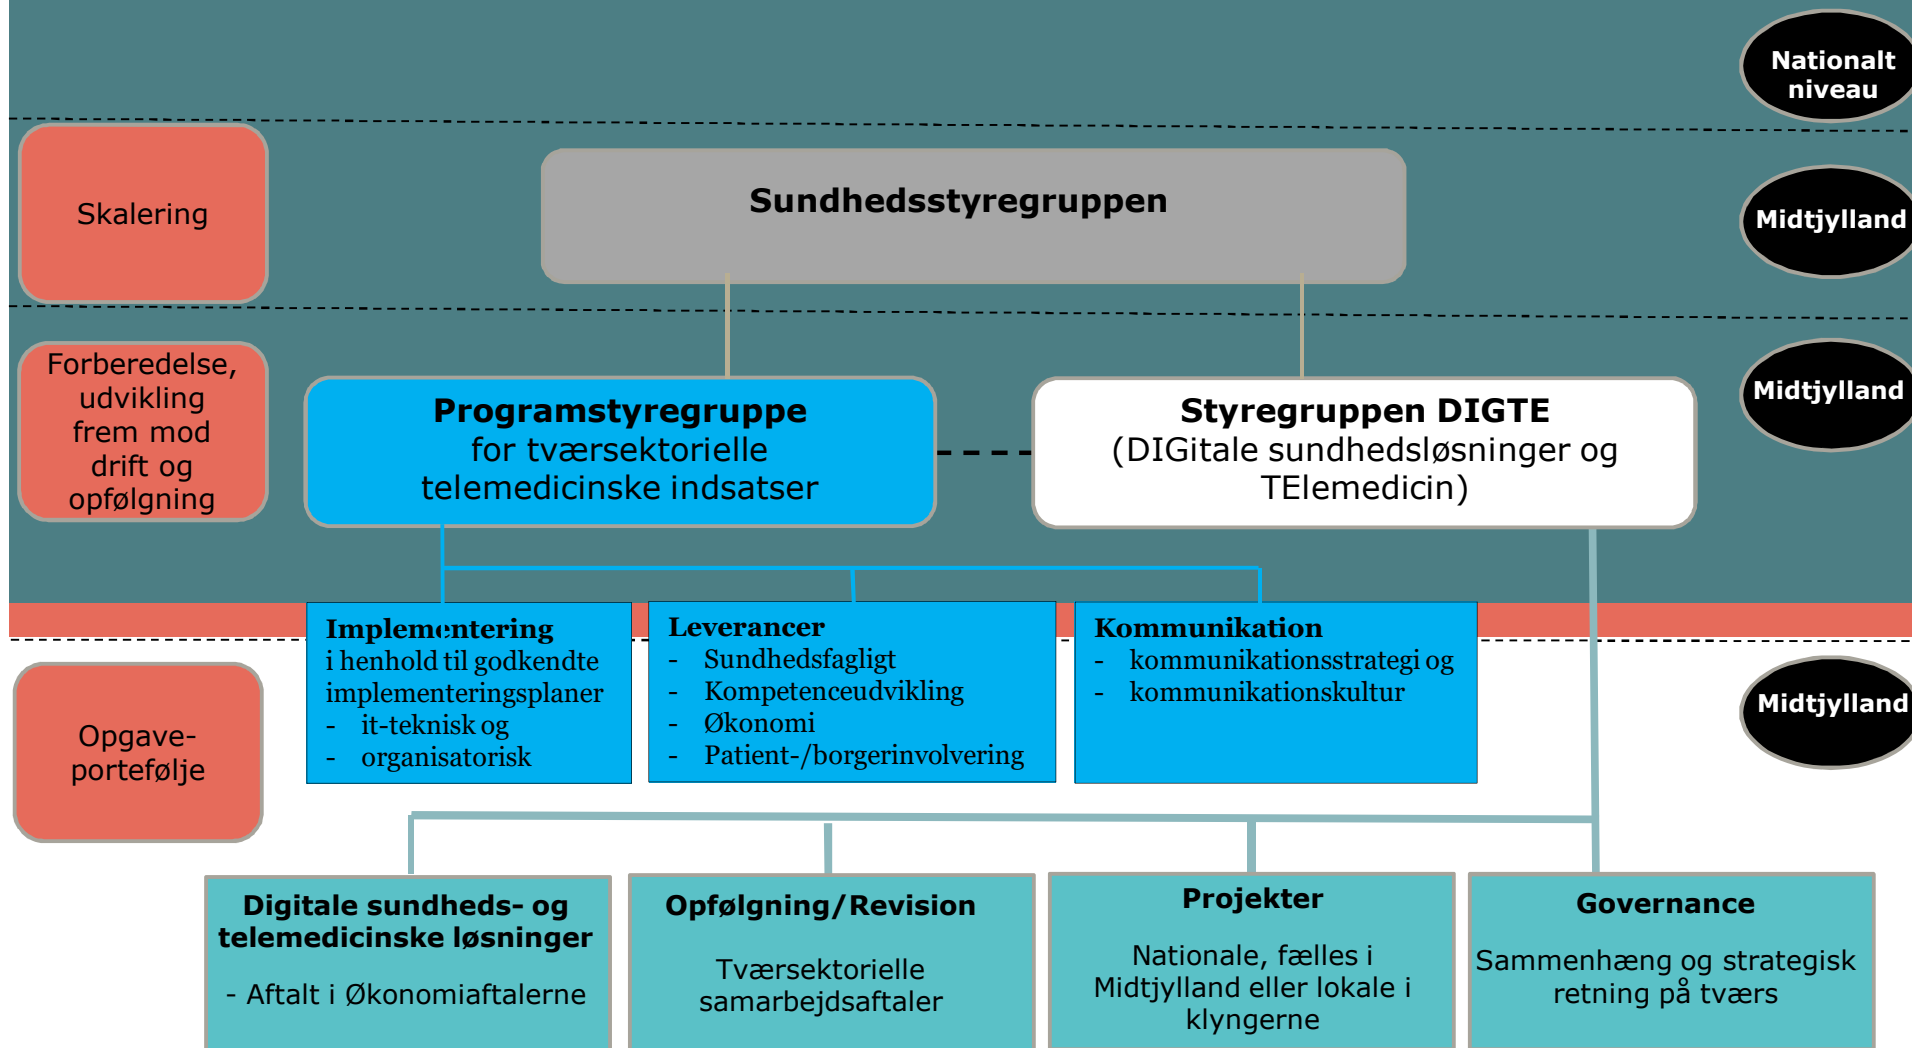 Nationalt
niveau
Skalering
Sundhedsstyregruppen
Midtjylland
Forberedelse,
udvikling
frem mod
drift og
opfølgning
Programstyregruppe
for tværsektorielle
telemedicinske indsatser
Styregruppen DIGTE
(DIGitale sundhedsløsninger og
TElemedicin)
Midtjylland
Implementering
i henhold til godkendte
implementeringsplaner
- it-teknisk og
- organisatorisk
Leverancer
- Sundhedsfagligt
- Kompetenceudvikling
- Økonomi
- Patient-/borgerinvolvering
Kommunikation
- kommunikationsstrategi og
- kommunikationskultur
Opgave-
portefølje
Midtjylland
Digitale sundheds- og
telemedicinske løsninger
- Aftalt i Økonomiaftalerne
Opfølgning/Revision
Tværsektorielle
samarbejdsaftaler
Projekter
Nationale, fælles i
Midtjylland eller lokale i
klyngerne
Governance
Sammenhæng og strategisk
retning på tværs